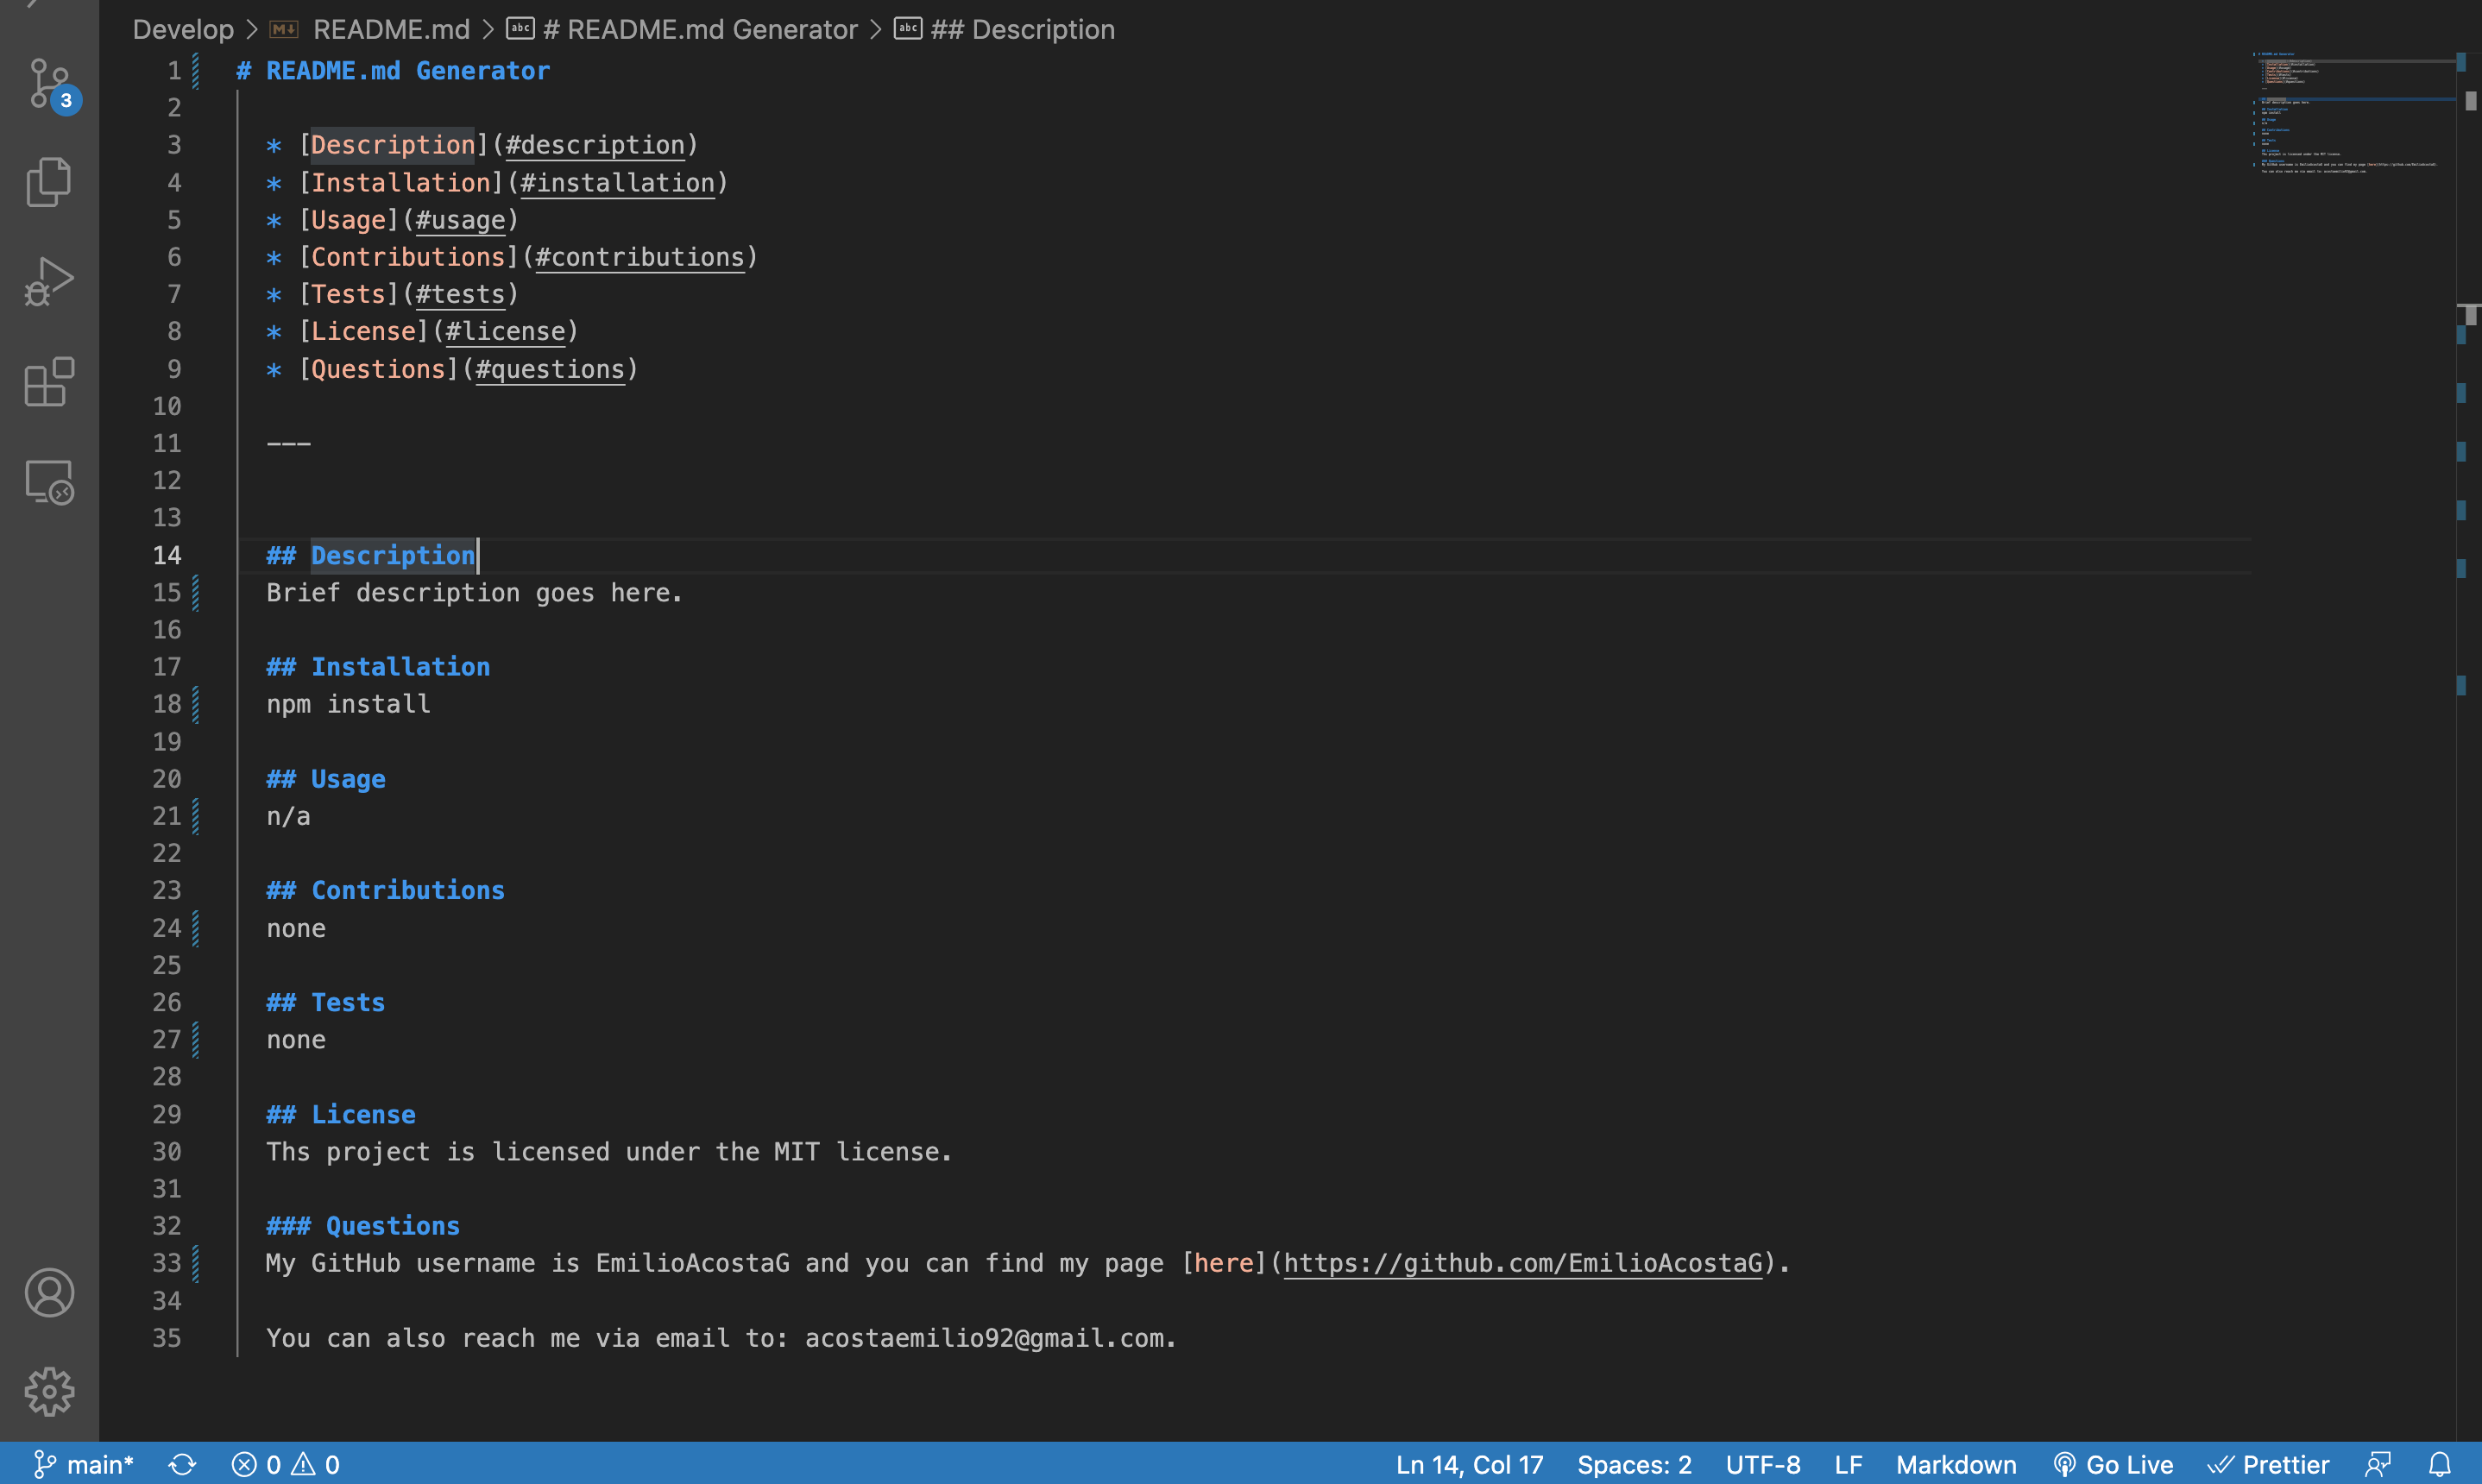 Develop > README.md > # README.md Generator > ## Description
3
1 # README.md Generator
2
3 * [Description](#description)
4 * [Installation](#installation)
5 * [Usage](#usage)
6 * [Contributions](#contributions)
7 * [Tests](#tests)
8 * [License](#license)
9 * [Questions](#questions)
10
11 ---
12
13
14 ## Description
15 Brief description goes here.
16
17 ## Installation
18 npm install
19
20 ## Usage
21 n/a
22
23 ## Contributions
24 none
25
26 ## Tests
27 none
28
29 ## License
30 Ths project is licensed under the MIT license.
31
32 ### Questions
33 My GitHub username is EmilioAcostaG and you can find my page [here](https://github.com/EmilioAcostaG).
34
35 You can also reach me via email to: acostaemilio92@gmail.com.
main* 0 0 Ln 14, Col 17 Spaces: 2 UTF-8 LF Markdown Go Live Prettier